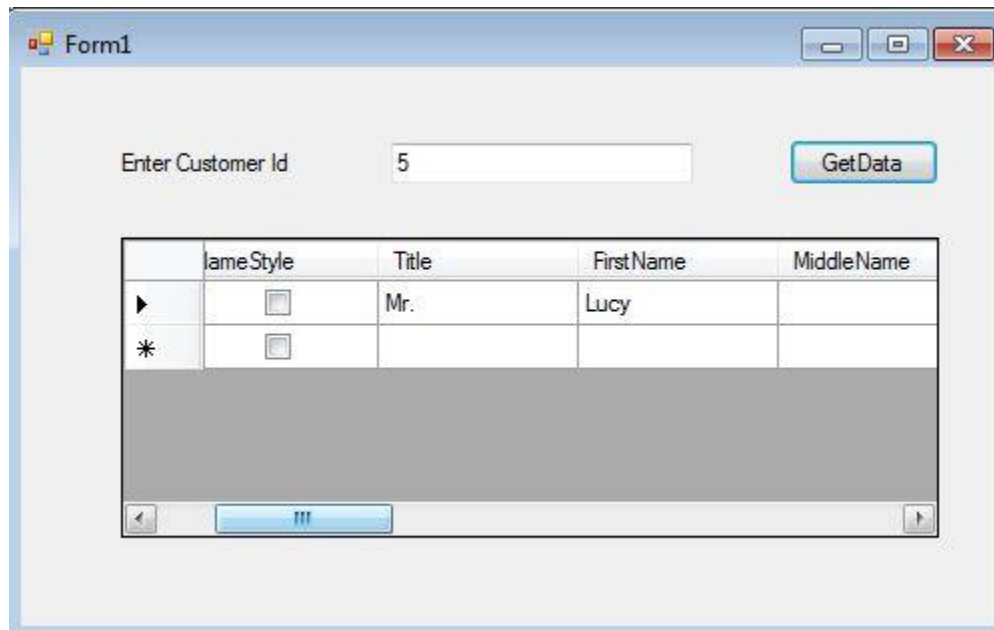 Form1
Enter Customer Id 5 GetData
lameStyle Title FirstName MiddleName
Mr. Lucy